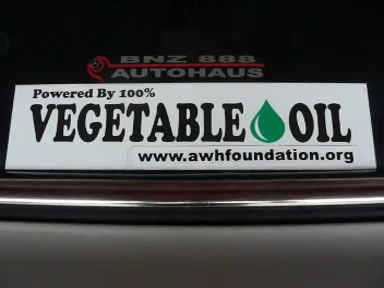 BNZ 888
AUTOHAUS
Powered By 100%
VEGETABLE OIL
www.awhfoundation.org